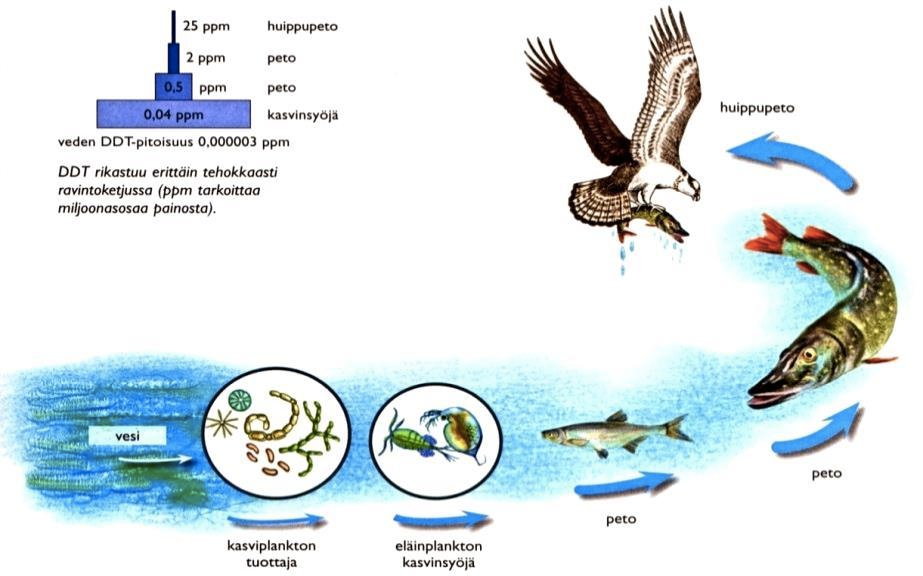 25 ppm huippupeto
2 ppm peto
0,5 ppm peto
0,04 ppm kasvinsyöjä
veden DDT-pitoisuus 0,000003 ppm
DDT rikastuu erittäin tehokkaasti
ravintoketjussa (ppm tarkoittaa
miljoonasosaa painosta).
huippupeto
vesi
peto
peto
kasviplankton
tuottaja
eläinplankton
kasvinsyöjä